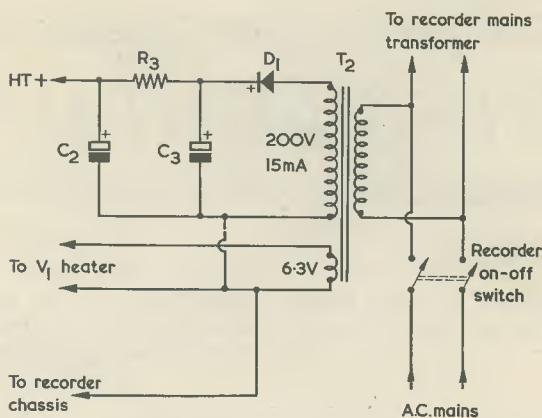 To recorder mains
transformer
HT+
R3
D1
T2
+
+
+
C2
C3
200V
15mA
To V1 heater
6·3V
Recorder
on-off
switch
To recorder
chassis
A.C. mains